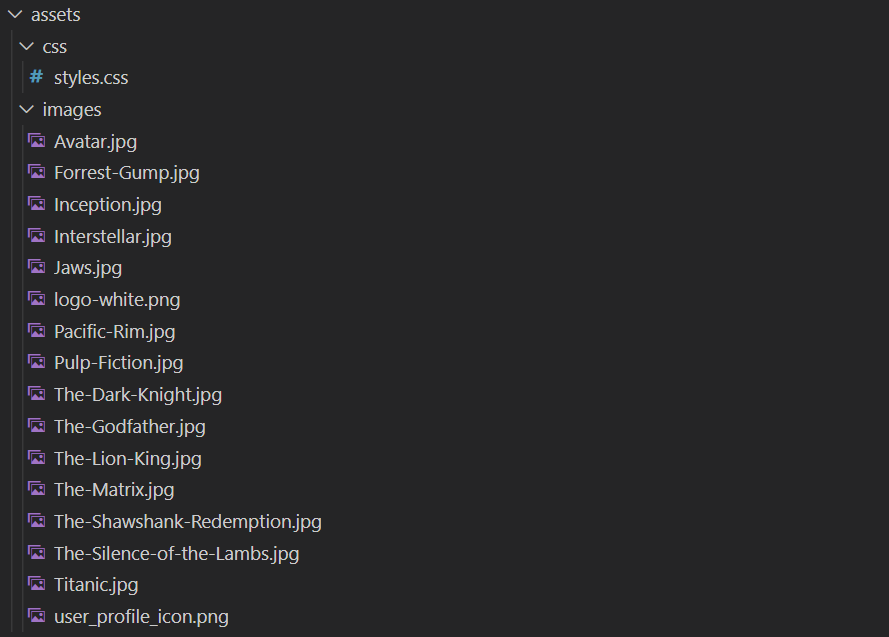 assets
css
# styles.css
images
Avatar.jpg
Forrest-Gump.jpg
Inception.jpg
Interstellar.jpg
Jaws.jpg
logo-white.png
Pacific-Rim.jpg
Pulp-Fiction.jpg
The-Dark-Knight.jpg
The-Godfather.jpg
The-Lion-King.jpg
The-Matrix.jpg
The-Shawshank-Redemption.jpg
The-Silence-of-the-Lambs.jpg
Titanic.jpg
user_profile_icon.png